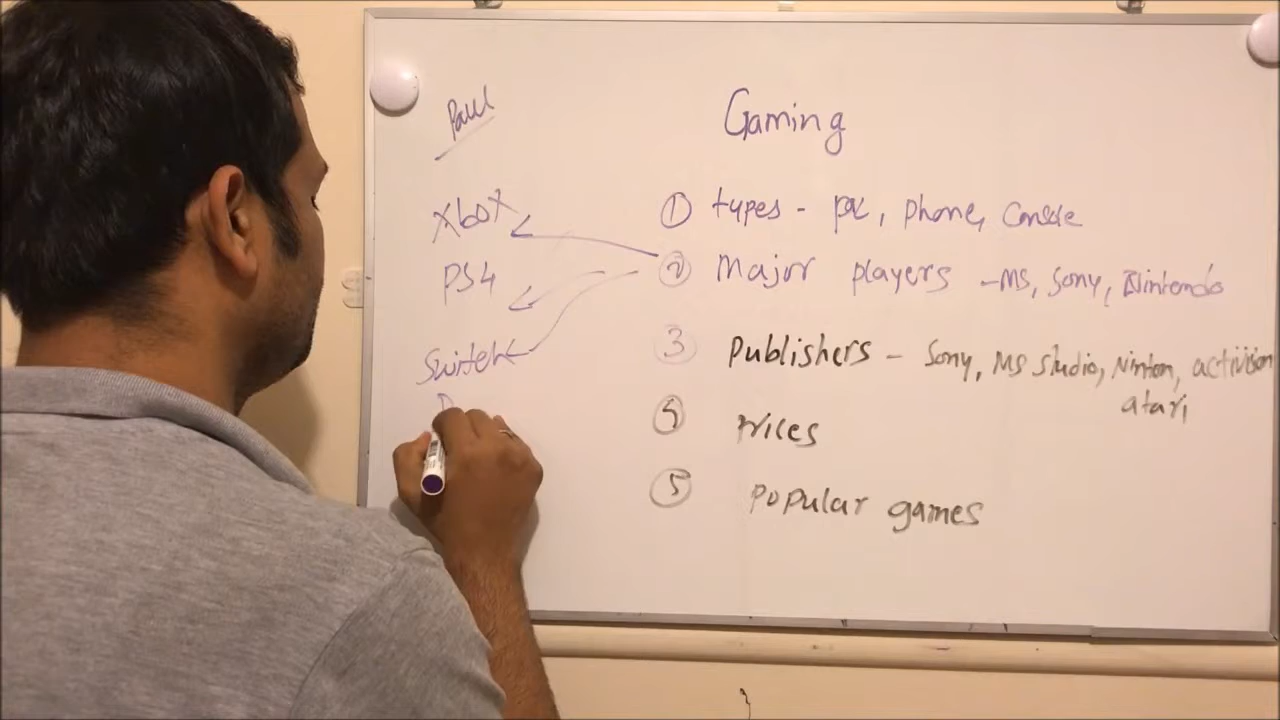 Paul
Gaming
Xbox
PS4
Switch
① types - pc, phone, Console
② Major players - MS, Sony, Nintendo
③ Publishers - Sony, MS studio, Ninten, activision
atari,
④ Prices
⑤ Popular games